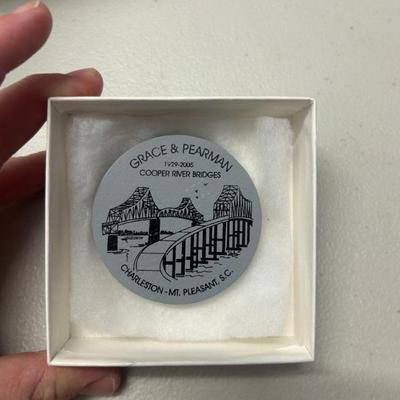 GRACE & PEARMAN
1929-2005
COOPER RIVER BRIDGES
CHARLESTON - MT. PLEASANT, S.C.